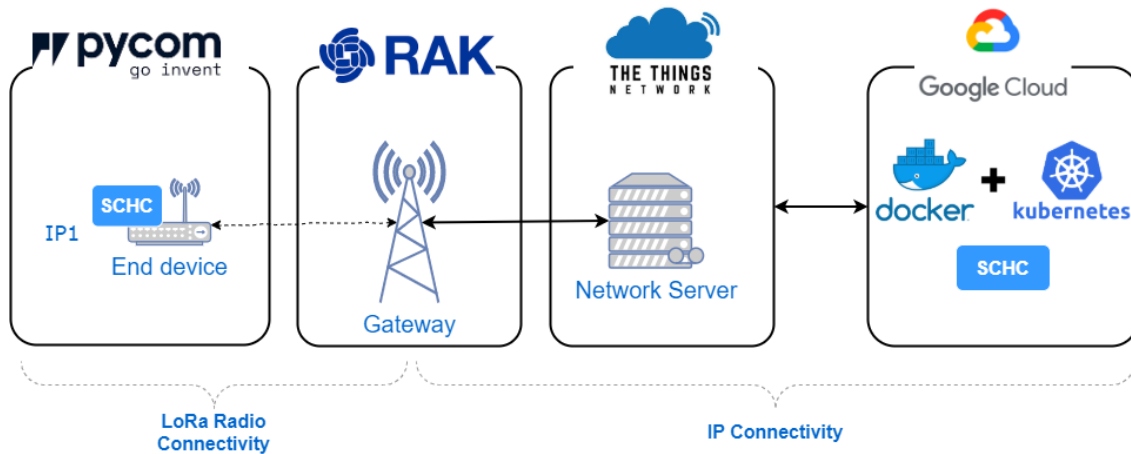 pycom
go invent
RAK
THE THINGS
NETWORK
Google Cloud
SCHC
IP1
End device
Gateway
Network Server
docker
+
kubernetes
SCHC
LoRa Radio
Connectivity
IP Connectivity